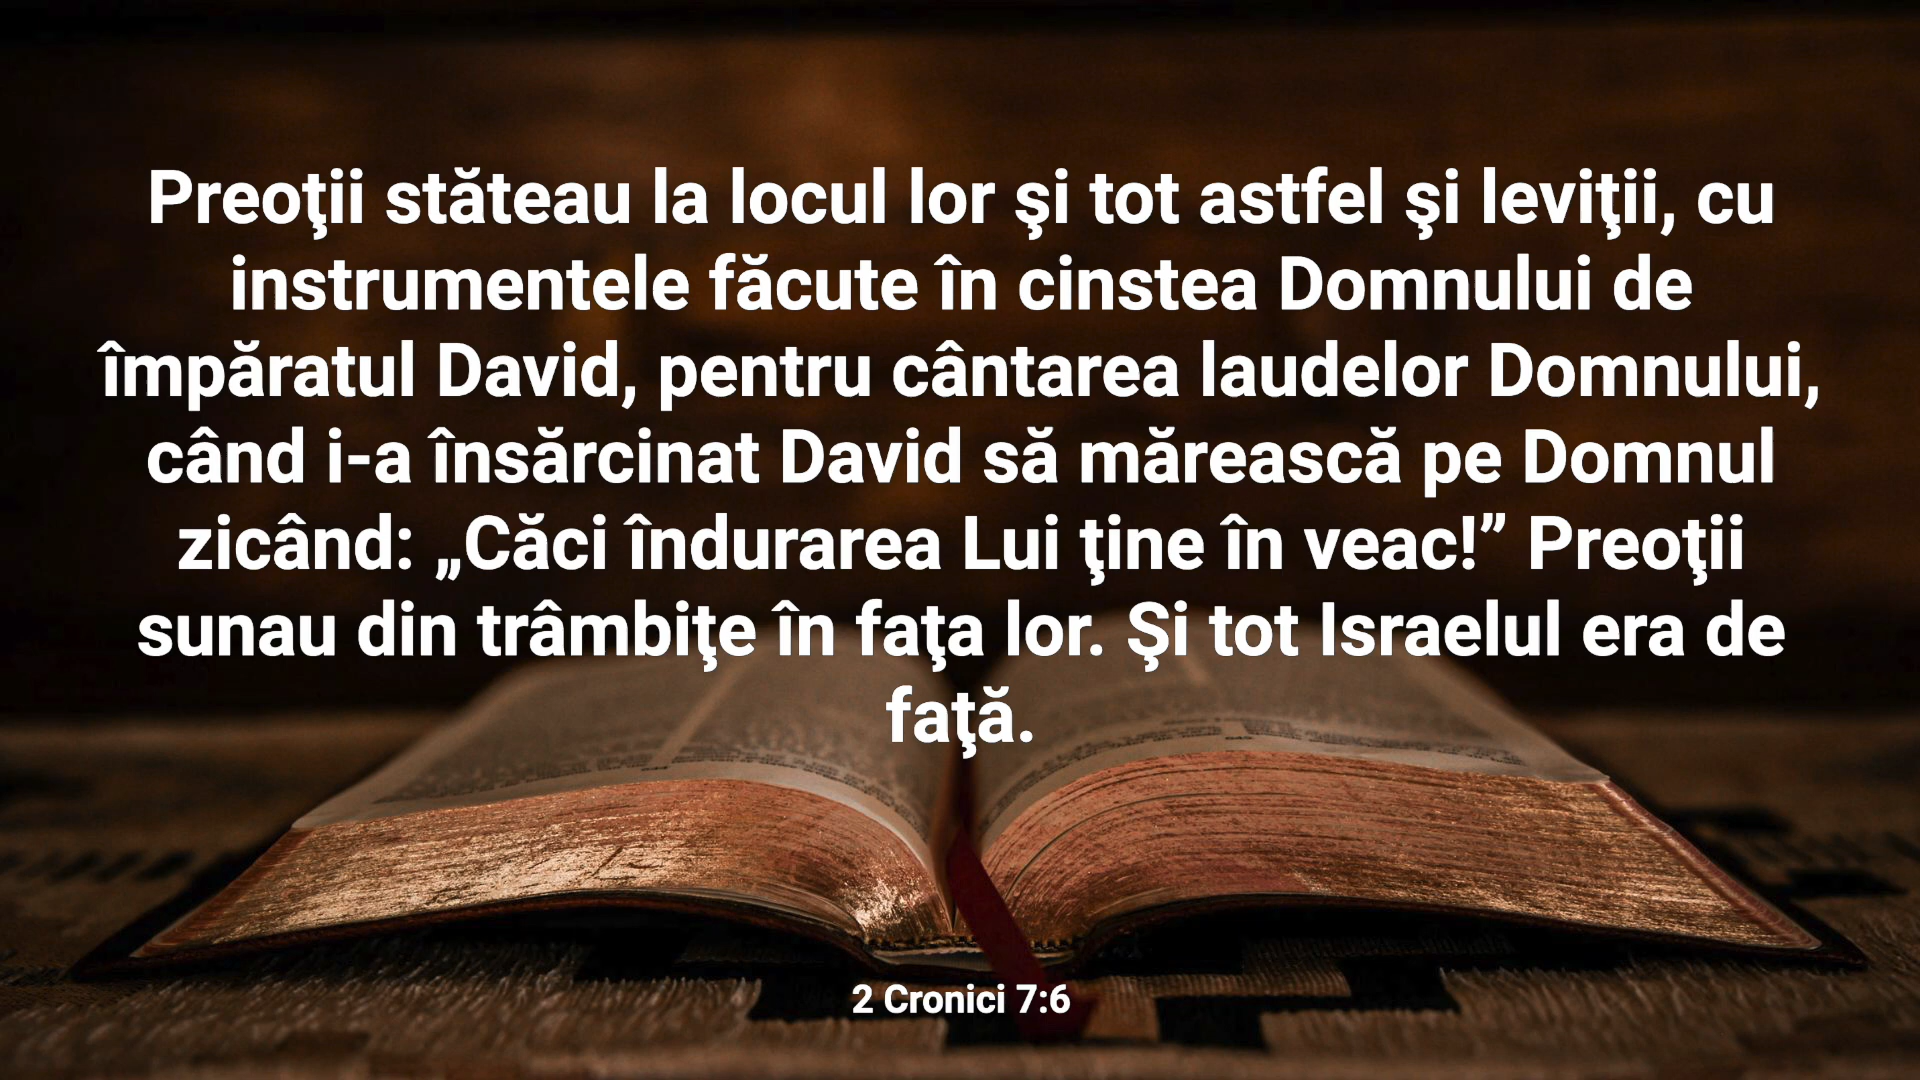 Preoţii stăteau la locul lor şi tot astfel şi leviţii, cu
instrumentele făcute în cinstea Domnului de
împăratul David, pentru cântarea laudelor Domnului,
când i-a însărcinat David să mărească pe Domnul
zicând: „Căci îndurarea Lui ţine în veac!” Preoţii
sunau din trâmbiţe în faţa lor. Şi tot Israelul era de
faţă.
2 Cronici 7:6